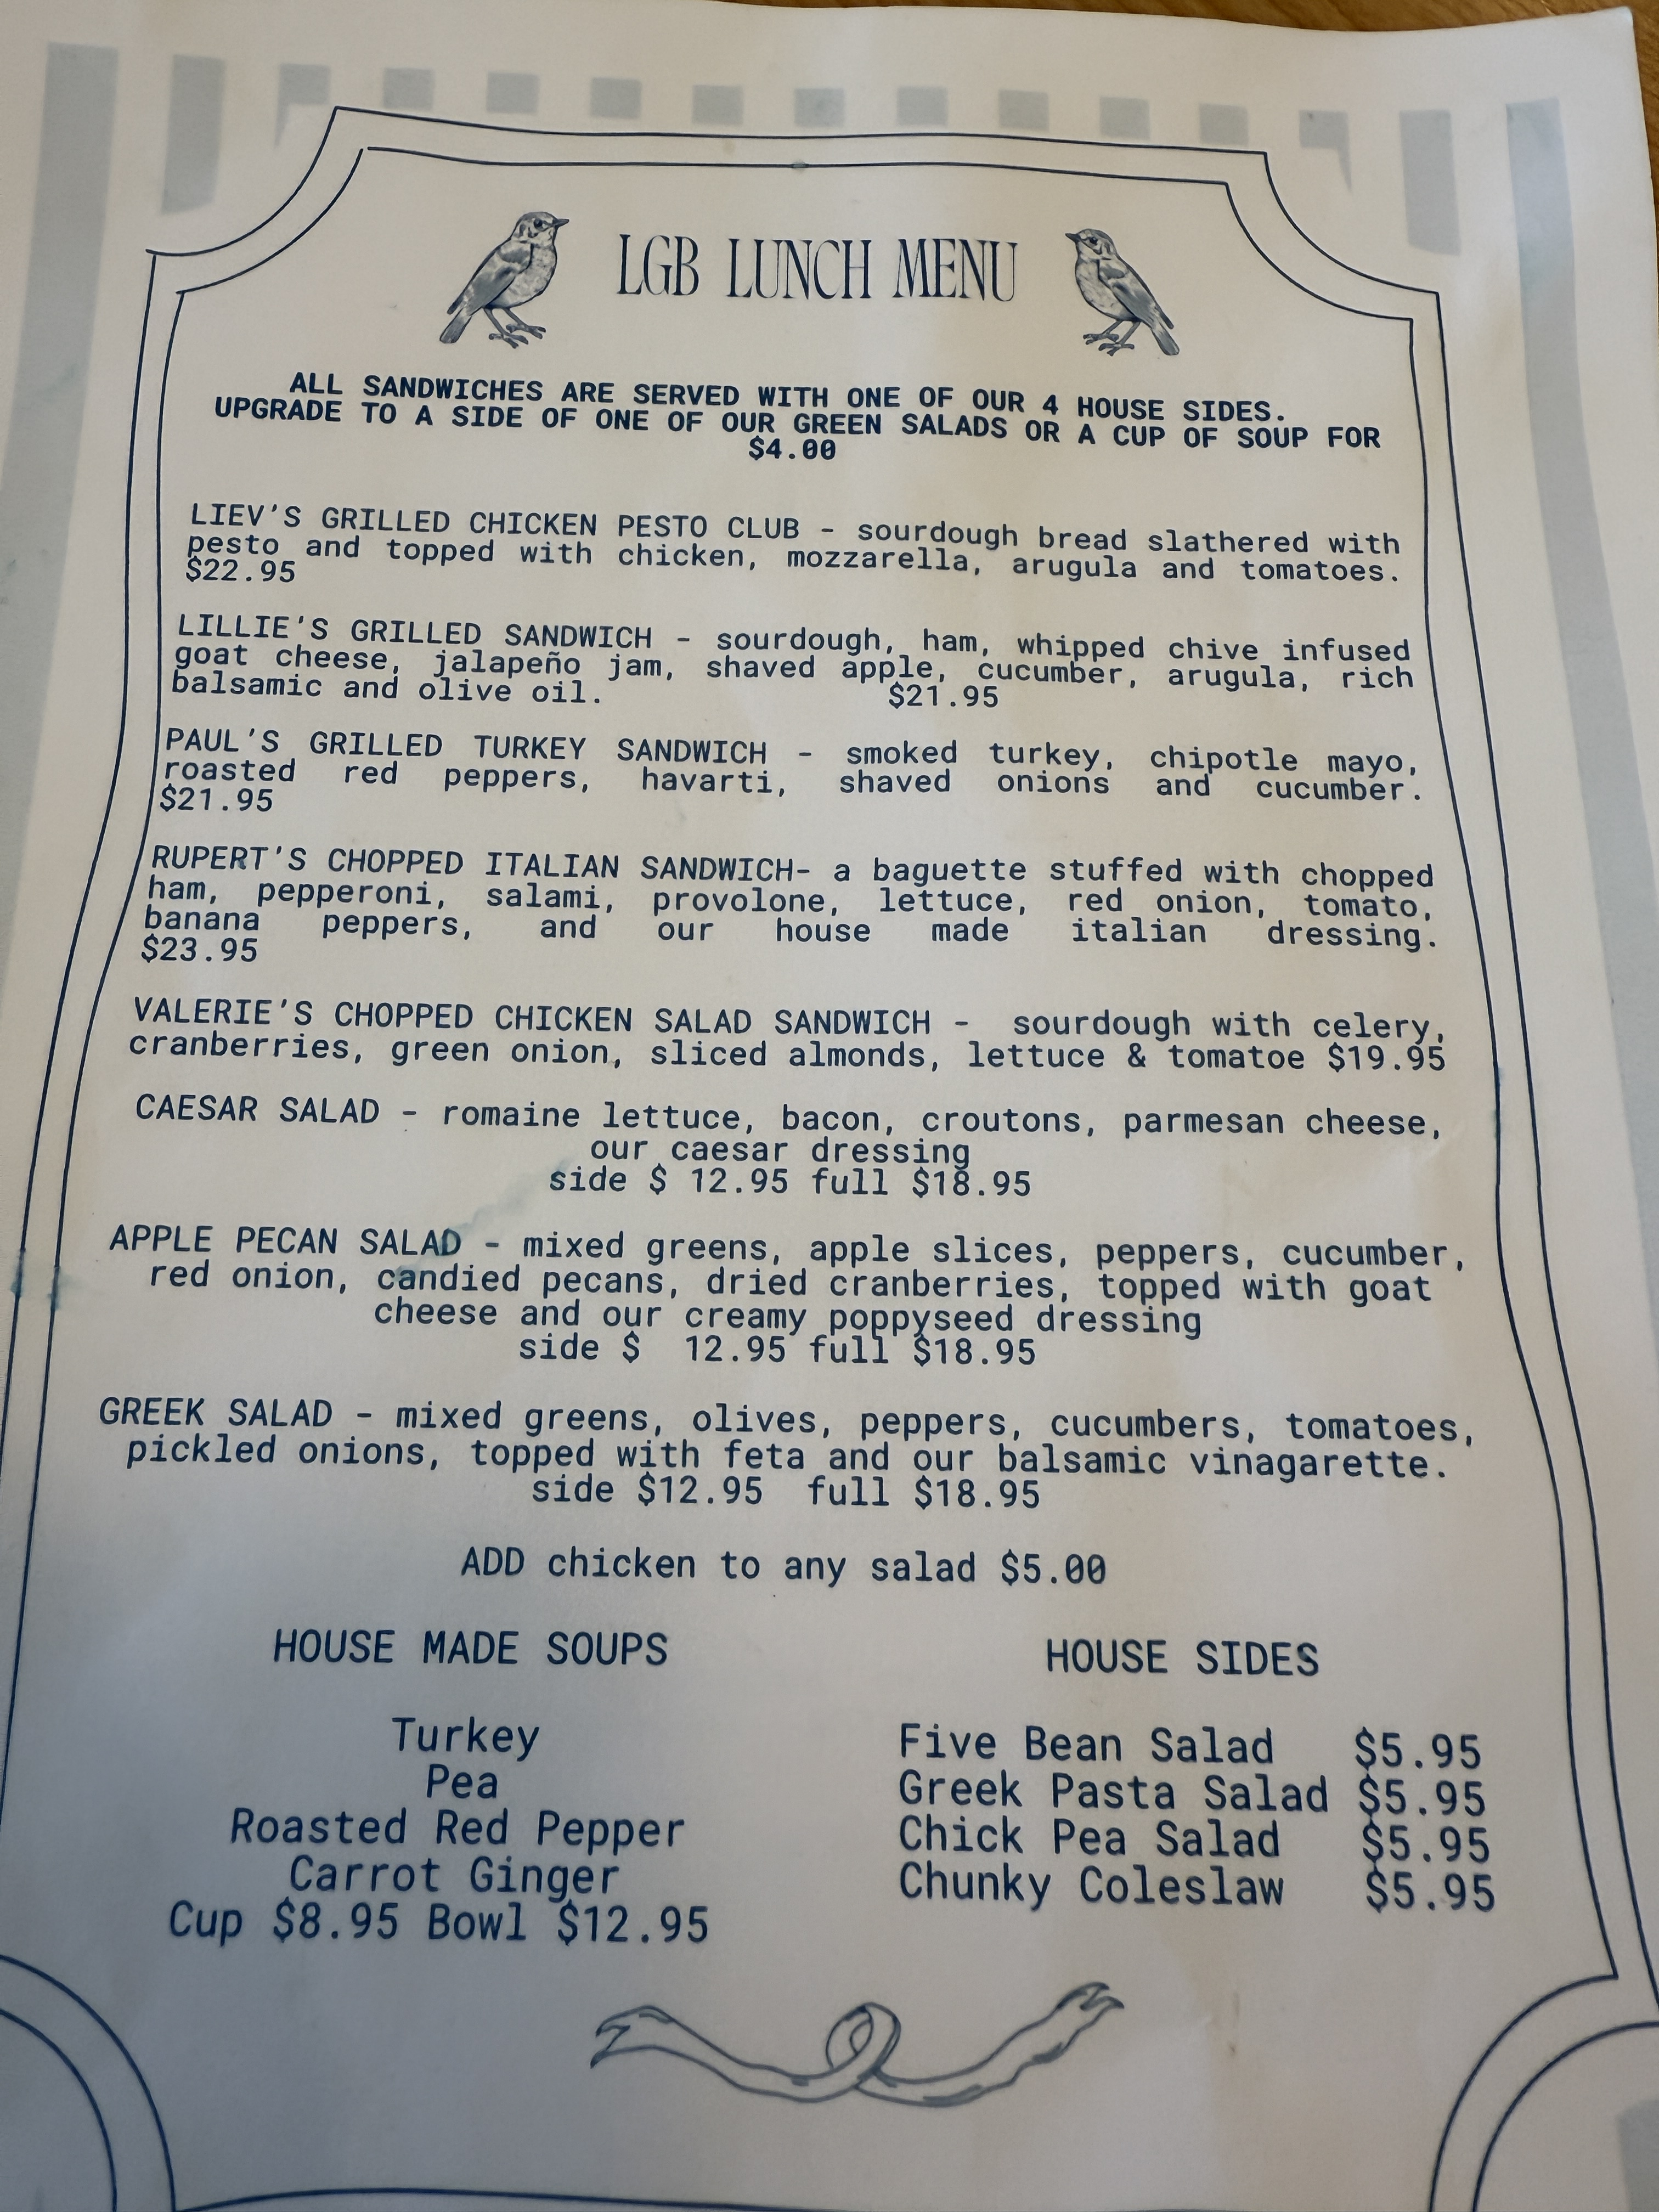 LGB LUNCH MENU
ALL SANDWICHES ARE SERVED WITH ONE OF OUR 4 HOUSE SIDES.
UPGRADE TO A SIDE OF ONE OF OUR GREEN SALADS OR A CUP OF SOUP FOR
$4.00
LIEV'S GRILLED CHICKEN PESTO CLUB - sourdough bread slathered with
pesto and topped with chicken, mozzarella, arugula and tomatoes.
$22.95
LILLIE'S GRILLED SANDWICH - sourdough, ham, whipped chive infused
goat cheese, jalapeño jam, shaved apple, cucumber, arugula, rich
balsamic and olive oil. $21.95
PAUL'S GRILLED TURKEY SANDWICH - smoked turkey, chipotle mayo,
roasted red peppers, havarti, shaved onions and cucumber.
$21.95
RUPERT'S CHOPPED ITALIAN SANDWICH- a baguette stuffed with chopped
ham, pepperoni, salami, provolone, lettuce, red onion, tomato,
banana peppers, and our house made italian dressing.
$23.95
VALERIE'S CHOPPED CHICKEN SALAD SANDWICH - sourdough with celery,
cranberries, green onion, sliced almonds, lettuce & tomatoe $19.95
CAESAR SALAD - romaine lettuce, bacon, croutons, parmesan cheese,
our caesar dressing
side $ 12.95 full $18.95
APPLE PECAN SALAD - mixed greens, apple slices, peppers, cucumber,
red onion, candied pecans, dried cranberries, topped with goat
cheese and our creamy poppyseed dressing
side $ 12.95 full $18.95
GREEK SALAD - mixed greens, olives, peppers, cucumbers, tomatoes,
pickled onions, topped with feta and our balsamic vinagarette.
side $12.95 full $18.95
ADD chicken to any salad $5.00
HOUSE MADE SOUPS
Turkey
Pea
Roasted Red Pepper
Carrot Ginger
Cup $8.95 Bowl $12.95
HOUSE SIDES
Five Bean Salad $5.95
Greek Pasta Salad $5.95
Chick Pea Salad $5.95
Chunky Coleslaw $5.95